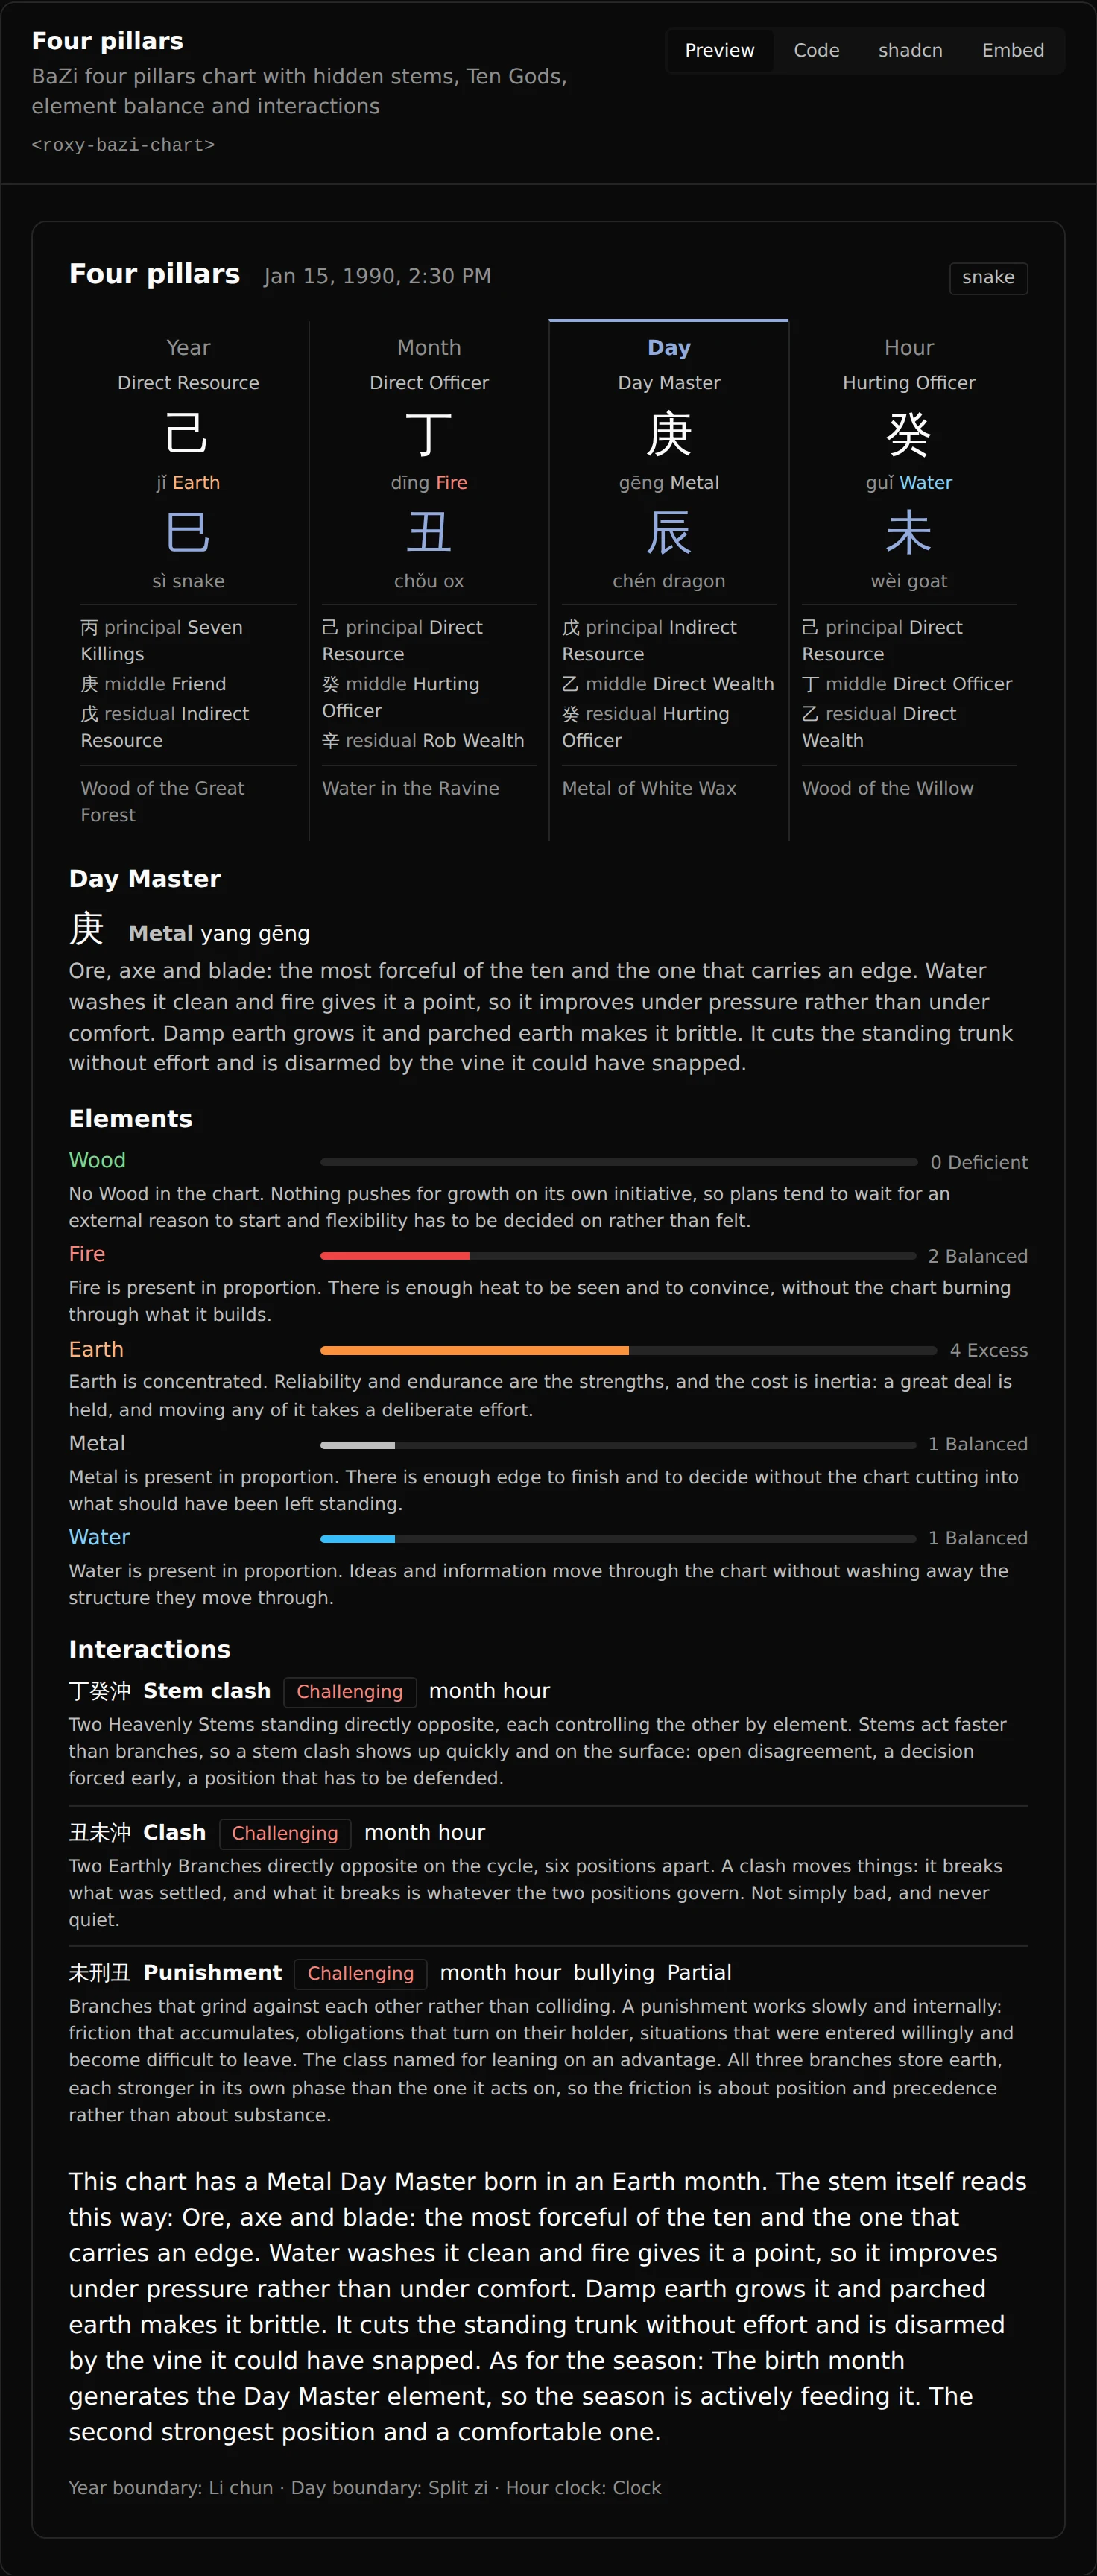 Four pillars
BaZi four pillars chart with hidden stems, Ten Gods,
element balance and interactions
<roxy-bazi-chart>
Preview Code shadcn Embed
Four pillars Jan 15, 1990, 2:30 PM snake
Year Month Day Hour
Direct Resource Direct Officer Day Master Hurting Officer
己 丁 庚 癸
jǐ Earth dīng Fire gēng Metal guǐ Water
巳 丑 辰 未
sì snake chǒu ox chén dragon wèi goat
丙 principal Seven
Killings
庚 middle Friend
戊 residual Indirect
Resource
Wood of the Great
Forest
己 principal Direct
Resource
癸 middle Hurting
Officer
辛 residual Rob Wealth
Water in the Ravine
戊 principal Indirect
Resource
乙 middle Direct Wealth
癸 residual Hurting
Officer
Metal of White Wax
己 principal Direct
Resource
丁 middle Direct Officer
乙 residual Direct
Wealth
Wood of the Willow
Day Master
庚 Metal yang gēng
Ore, axe and blade: the most forceful of the ten and the one that carries an edge. Water
washes it clean and fire gives it a point, so it improves under pressure rather than under
comfort. Damp earth grows it and parched earth makes it brittle. It cuts the standing trunk
without effort and is disarmed by the vine it could have snapped.
Elements
Wood 0 Deficient
No Wood in the chart. Nothing pushes for growth on its own initiative, so plans tend to wait for an
external reason to start and flexibility has to be decided on rather than felt.
Fire 2 Balanced
Fire is present in proportion. There is enough heat to be seen and to convince, without the chart burning
through what it builds.
Earth 4 Excess
Earth is concentrated. Reliability and endurance are the strengths, and the cost is inertia: a great deal is
held, and moving any of it takes a deliberate effort.
Metal 1 Balanced
Metal is present in proportion. There is enough edge to finish and to decide without the chart cutting into
what should have been left standing.
Water 1 Balanced
Water is present in proportion. Ideas and information move through the chart without washing away the
structure they move through.
Interactions
丁癸沖 Stem clash Challenging month hour
Two Heavenly Stems standing directly opposite, each controlling the other by element. Stems act faster
than branches, so a stem clash shows up quickly and on the surface: open disagreement, a decision
forced early, a position that has to be defended.
丑未沖 Clash Challenging month hour
Two Earthly Branches directly opposite on the cycle, six positions apart. A clash moves things: it breaks
what was settled, and what it breaks is whatever the two positions govern. Not simply bad, and never
quiet.
未刑丑 Punishment Challenging month hour bullying Partial
Branches that grind against each other rather than colliding. A punishment works slowly and internally:
friction that accumulates, obligations that turn on their holder, situations that were entered willingly and
become difficult to leave. The class named for leaning on an advantage. All three branches store earth,
each stronger in its own phase than the one it acts on, so the friction is about position and precedence
rather than about substance.
This chart has a Metal Day Master born in an Earth month. The stem itself reads
this way: Ore, axe and blade: the most forceful of the ten and the one that
carries an edge. Water washes it clean and fire gives it a point, so it improves
under pressure rather than under comfort. Damp earth grows it and parched
earth makes it brittle. It cuts the standing trunk without effort and is disarmed
by the vine it could have snapped. As for the season: The birth month
generates the Day Master element, so the season is actively feeding it. The
second strongest position and a comfortable one.
Year boundary: Li chun · Day boundary: Split zi · Hour clock: Clock